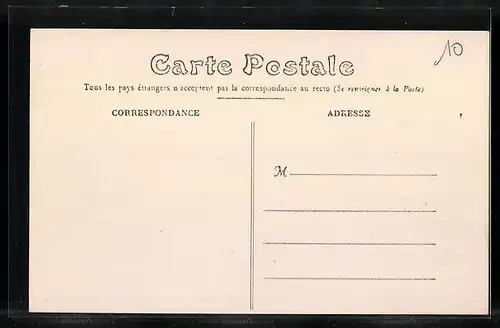 10
Carte Postale
Tous les pays étrangers n'acceptent pas la correspondance au recto (Se renseigner à la Poste)
CORRESPONDANCE ADRESSE
M